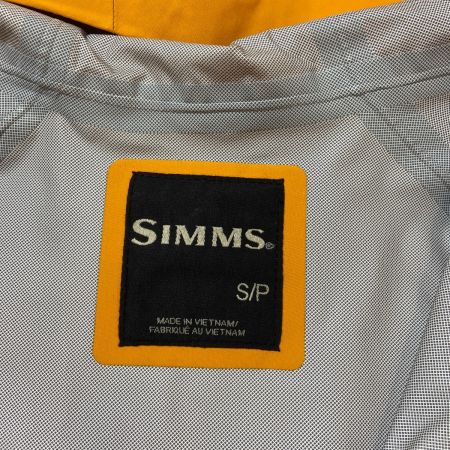 SIMMS®
S/P
MADE IN VIETNAM/
FABRIQUÉ AU VIETNAM